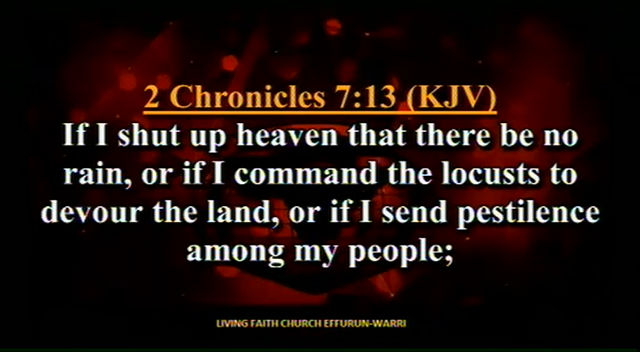 2 Chronicles 7:13 (KJV)
If I shut up heaven that there be no
rain, or if I command the locusts to
devour the land, or if I send pestilence
among my people;
LIVING FAITH CHURCH EFFURUN-WARRI